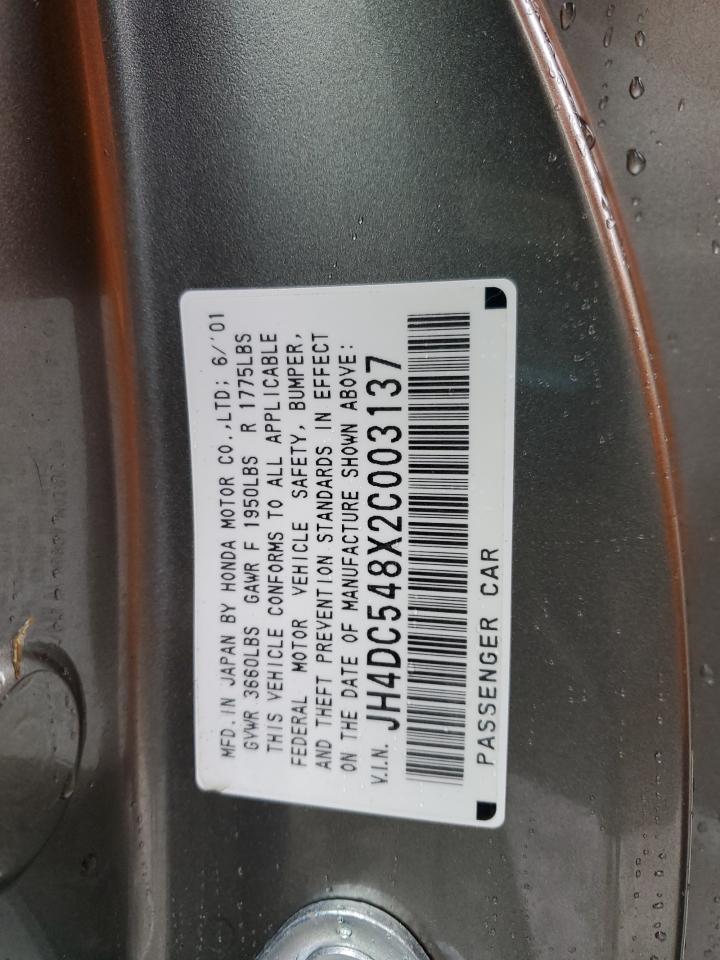 MFD. IN JAPAN BY HONDA MOTOR CO.,LTD; 6/'01
GVWR 3660LBS GAWR F 1950LBS R 1775LBS
THIS VEHICLE CONFORMS TO ALL APPLICABLE
FEDERAL MOTOR VEHICLE SAFETY, BUMPER,
AND THEFT PREVENTION STANDARDS IN EFFECT
ON THE DATE OF MANUFACTURE SHOWN ABOVE:
V.I.N. JH4DC548X2C003137
PASSENGER CAR